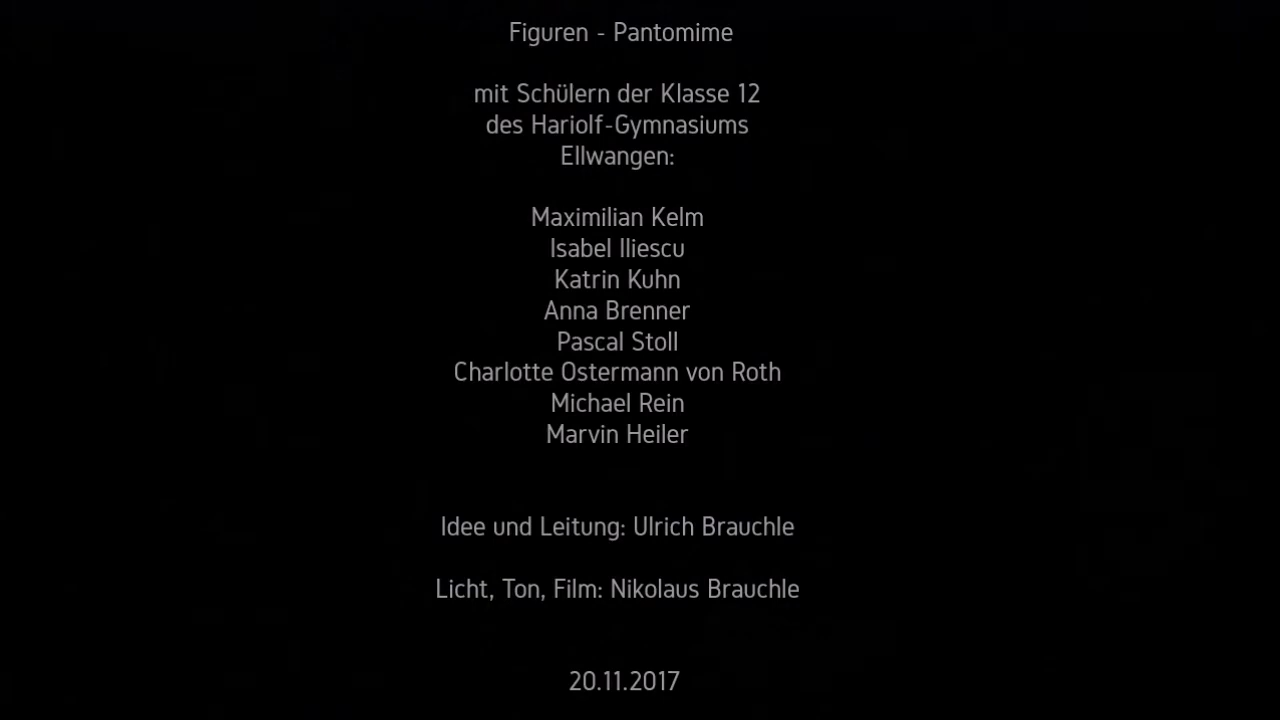 Figuren - Pantomime
mit Schülern der Klasse 12
des Hariolf-Gymnasiums
Ellwangen:
Maximilian Kelm
Isabel Iliescu
Katrin Kuhn
Anna Brenner
Pascal Stoll
Charlotte Ostermann von Roth
Michael Rein
Marvin Heiler
Idee und Leitung: Ulrich Brauchle
Licht, Ton, Film: Nikolaus Brauchle
20.11.2017